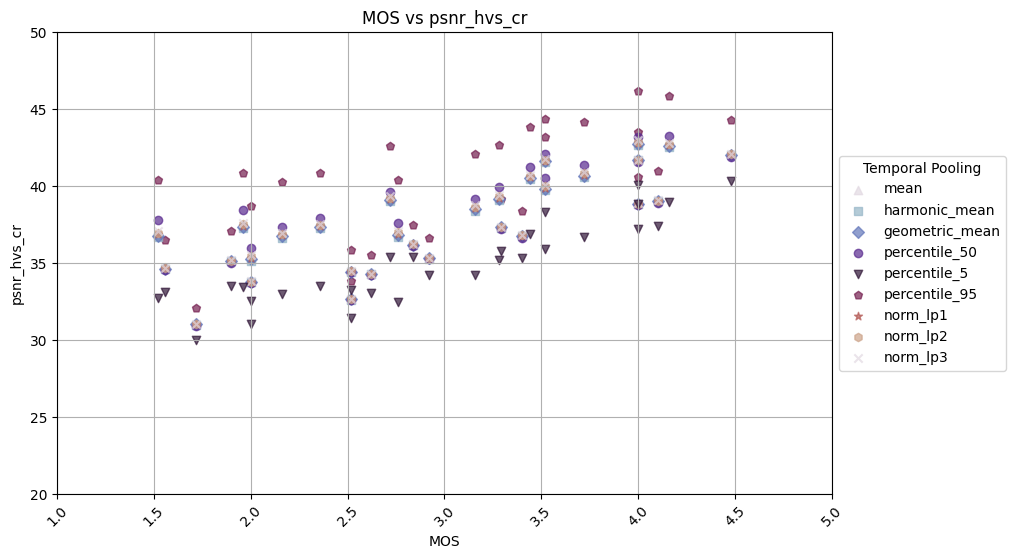 MOS vs psnr_hvs_cr
50
45
40
35
30
25
20
psnr_hvs_cr
1.0
1.5
2.0
2.5
3.0
3.5
4.0
4.5
5.0
MOS
Temporal Pooling
mean
harmonic_mean
geometric_mean
percentile_50
percentile_5
percentile_95
norm_lp1
norm_lp2
norm_lp3